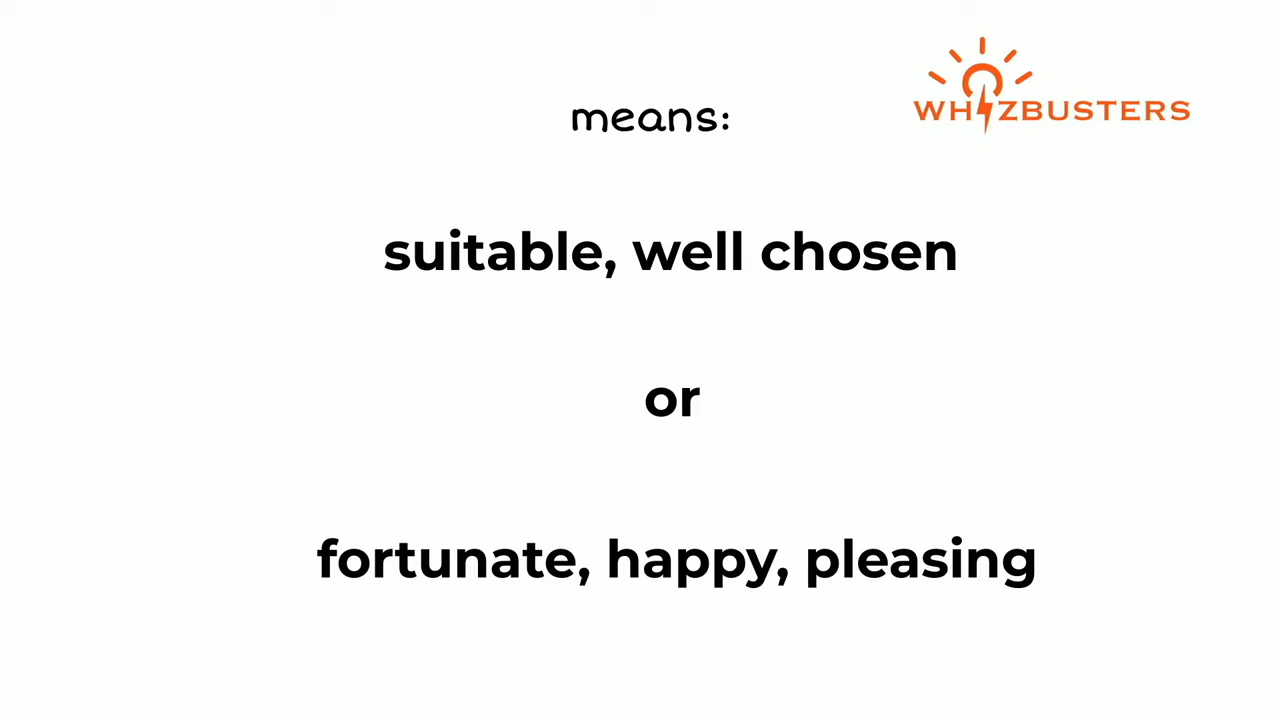 means:
WHIZBUSTERS
suitable, well chosen
or
fortunate, happy, pleasing